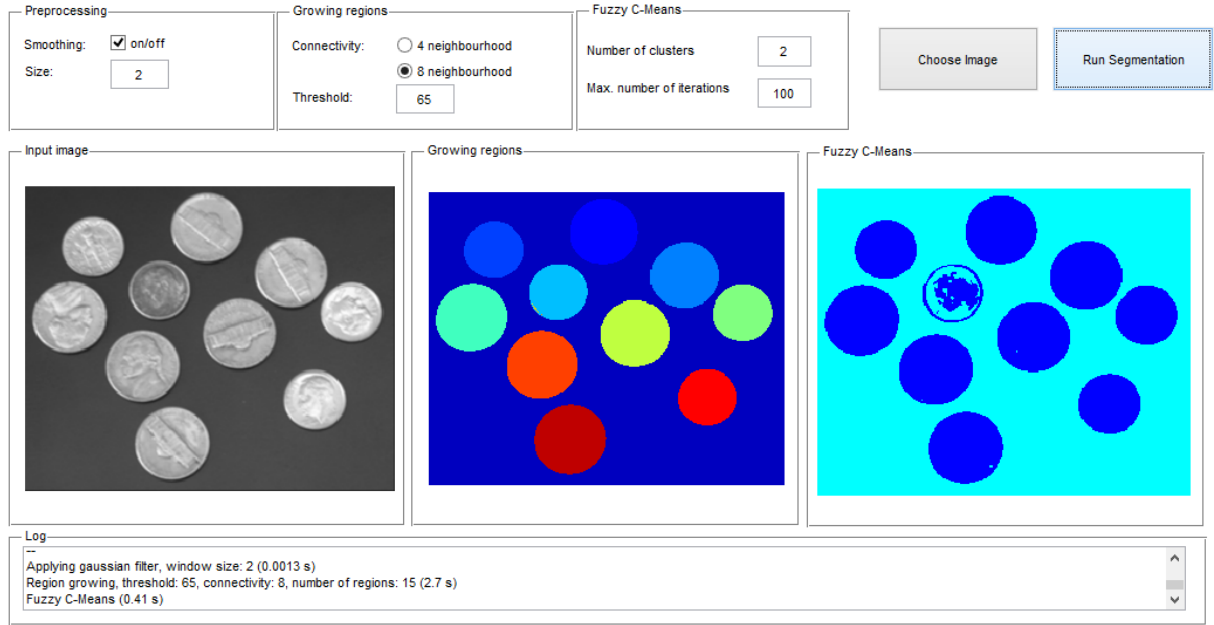 Preprocessing
Smoothing: on/off
Size: 2
Growing regions
Connectivity: 4 neighbourhood
8 neighbourhood
Threshold: 65
Fuzzy C-Means
Number of clusters 2
Max. number of iterations 100
Choose Image
Run Segmentation
Input image
Growing regions
Fuzzy C-Means
Log
--
Applying gaussian filter, window size: 2 (0.0013 s)
Region growing, threshold: 65, connectivity: 8, number of regions: 15 (2.7 s)
Fuzzy C-Means (0.41 s)